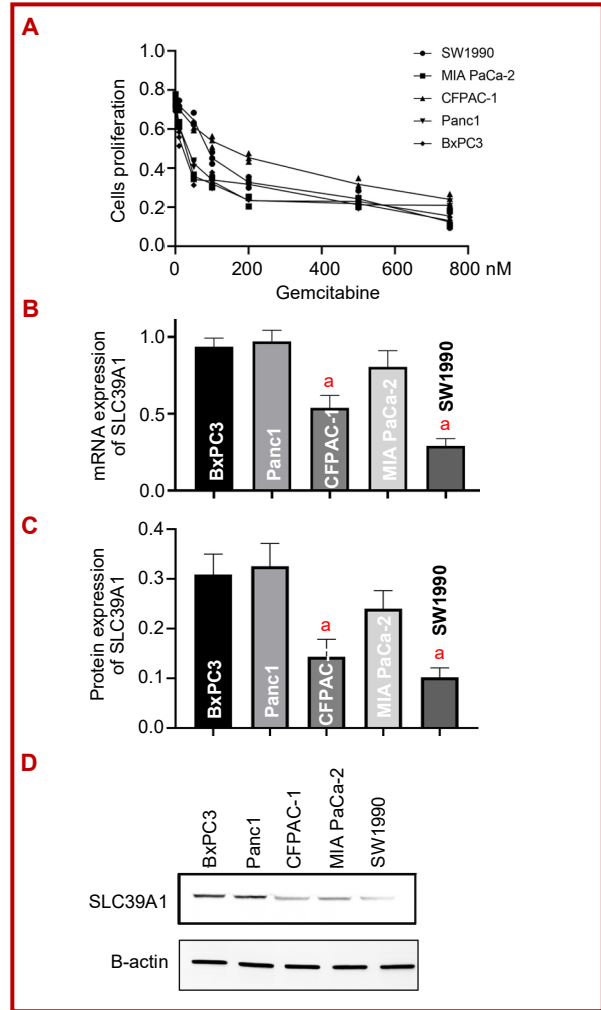 A
1.0
0.8
0.6
0.4
0.2
0.0
Cells proliferation
0
200
400
600
800 nM
Gemcitabine
SW1990
MIA PaCa-2
CFPAC-1
Panc1
BxPC3
B
mRNA expression
of SLC39A1
1.0
0.5
0.0
BxPC3
Panc1
a
CFPAC-1
MIA PaCa-2
SW1990
a
C
Protein expression
of SLC39A1
0.4
0.3
0.2
0.1
0.0
BxPC3
Panc1
a
CFPAC-
MIA PaCa-2
SW1990
a
D
BxPC3
Panc1
CFPAC-1
MIA PaCa-2
SW1990
SLC39A1
B-actin